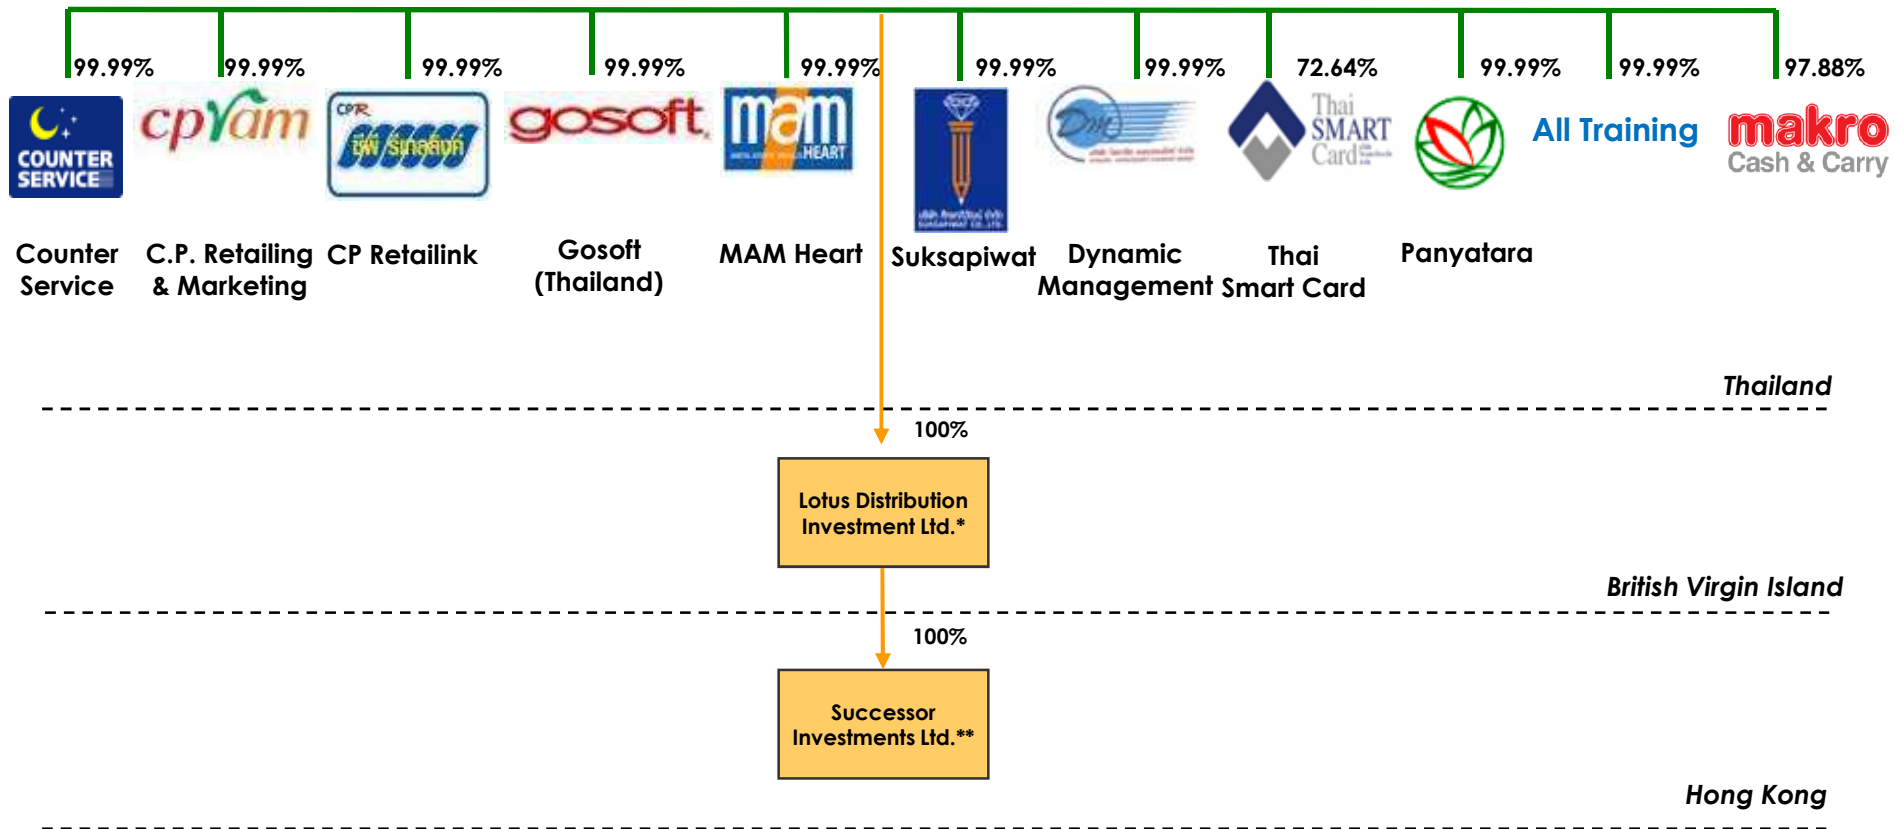 99.99% 99.99% 99.99% 99.99% 99.99% 99.99% 99.99% 72.64% 99.99% 99.99% 97.88%
COUNTER
SERVICE
cpram
CPR
gosoft
mam
HEART
Dm
Thai
SMART
Card
All Training
makro
Cash & Carry
Counter
Service
C.P. Retailing
& Marketing
CP Retailink
Gosoft
(Thailand)
MAM Heart
Suksapiwat
Dynamic
Management
Thai
Smart Card
Panyatara
Thailand
100%
Lotus Distribution
Investment Ltd.*
British Virgin Island
100%
Successor
Investments Ltd.**
Hong Kong